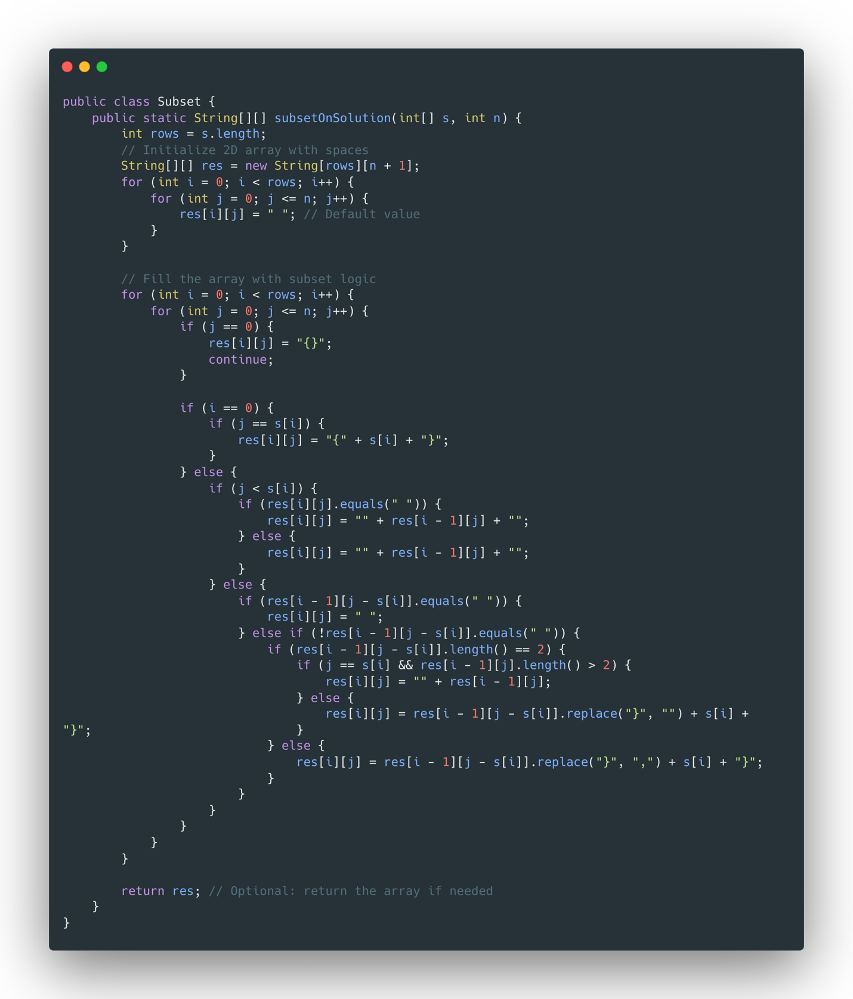 public class Subset {
    public static String[][] subsetOnSolution(int[] s, int n) {
        int rows = s.length;
        // Initialize 2D array with spaces
        String[][] res = new String[rows][n + 1];
        for (int i = 0; i < rows; i++) {
            for (int j = 0; j <= n; j++) {
                res[i][j] = " "; // Default value
            }
        }

        // Fill the array with subset logic
        for (int i = 0; i < rows; i++) {
            for (int j = 0; j <= n; j++) {
                if (j == 0) {
                    res[i][j] = "{}";
                    continue;
                }

                if (i == 0) {
                    if (j == s[i]) {
                        res[i][j] = "{" + s[i] + "}";
                    }
                } else {
                    if (j < s[i]) {
                        if (res[i][j].equals(" ")) {
                            res[i][j] = "" + res[i - 1][j] + "";
                        } else {
                            res[i][j] = "" + res[i - 1][j] + "";
                        }
                    } else {
                        if (res[i - 1][j - s[i]].equals(" ")) {
                            res[i][j] = " ";
                        } else if (!res[i - 1][j - s[i]].equals(" ")) {
                            if (res[i - 1][j - s[i]].length() == 2) {
                                if (j == s[i] && res[i - 1][j].length() > 2) {
                                    res[i][j] = "" + res[i - 1][j];
                                } else {
                                    res[i][j] = res[i - 1][j - s[i]].replace("}", "") + s[i] +
"}";                            }
                            } else {
                                res[i][j] = res[i - 1][j - s[i]].replace("}", ",") + s[i] + "}";
                            }
                        }
                    }
                }
            }
        }

        return res; // Optional: return the array if needed
    }
}